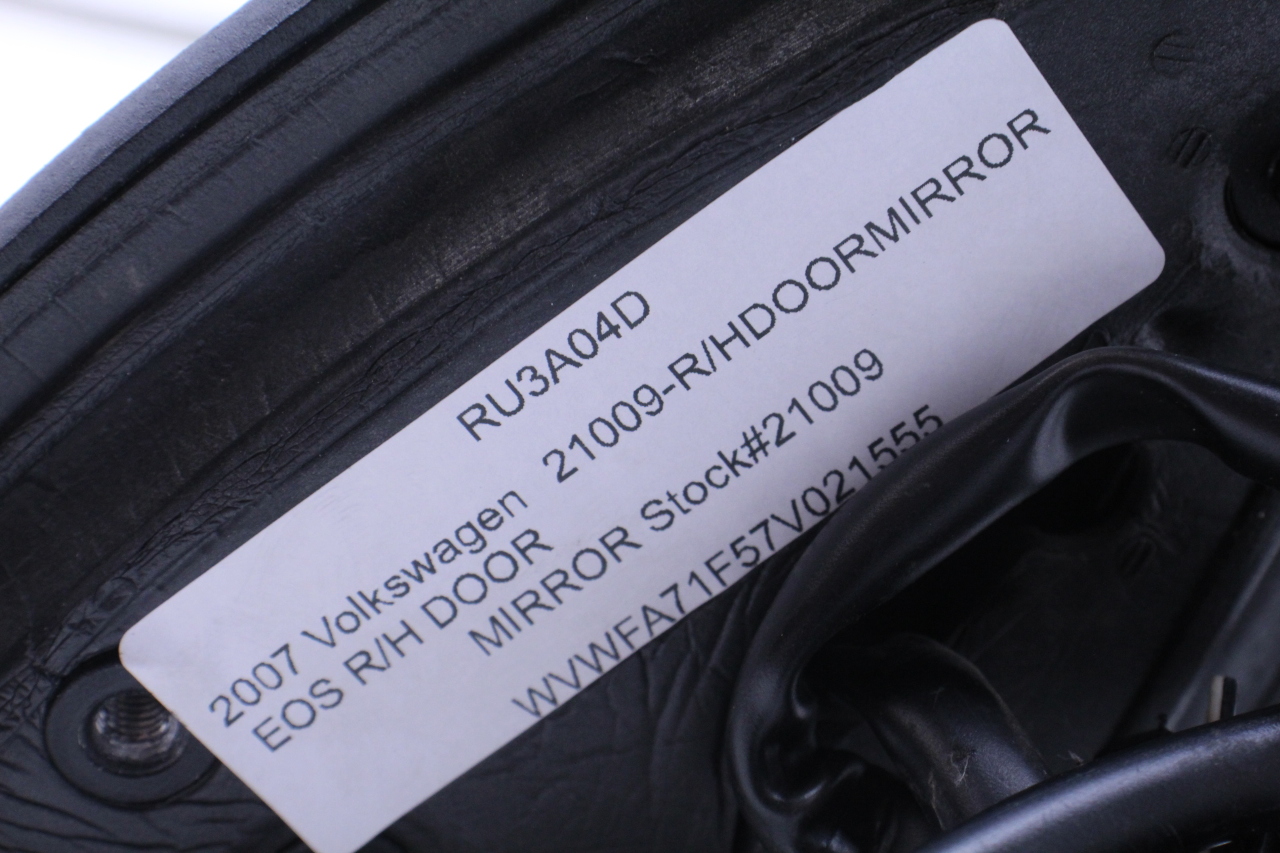 RU3A04D
2007 Volkswagen 21009-R/HDOORMIRROR
EOS R/H DOOR
MIRROR Stock#21009
WVWFA71F57V021555